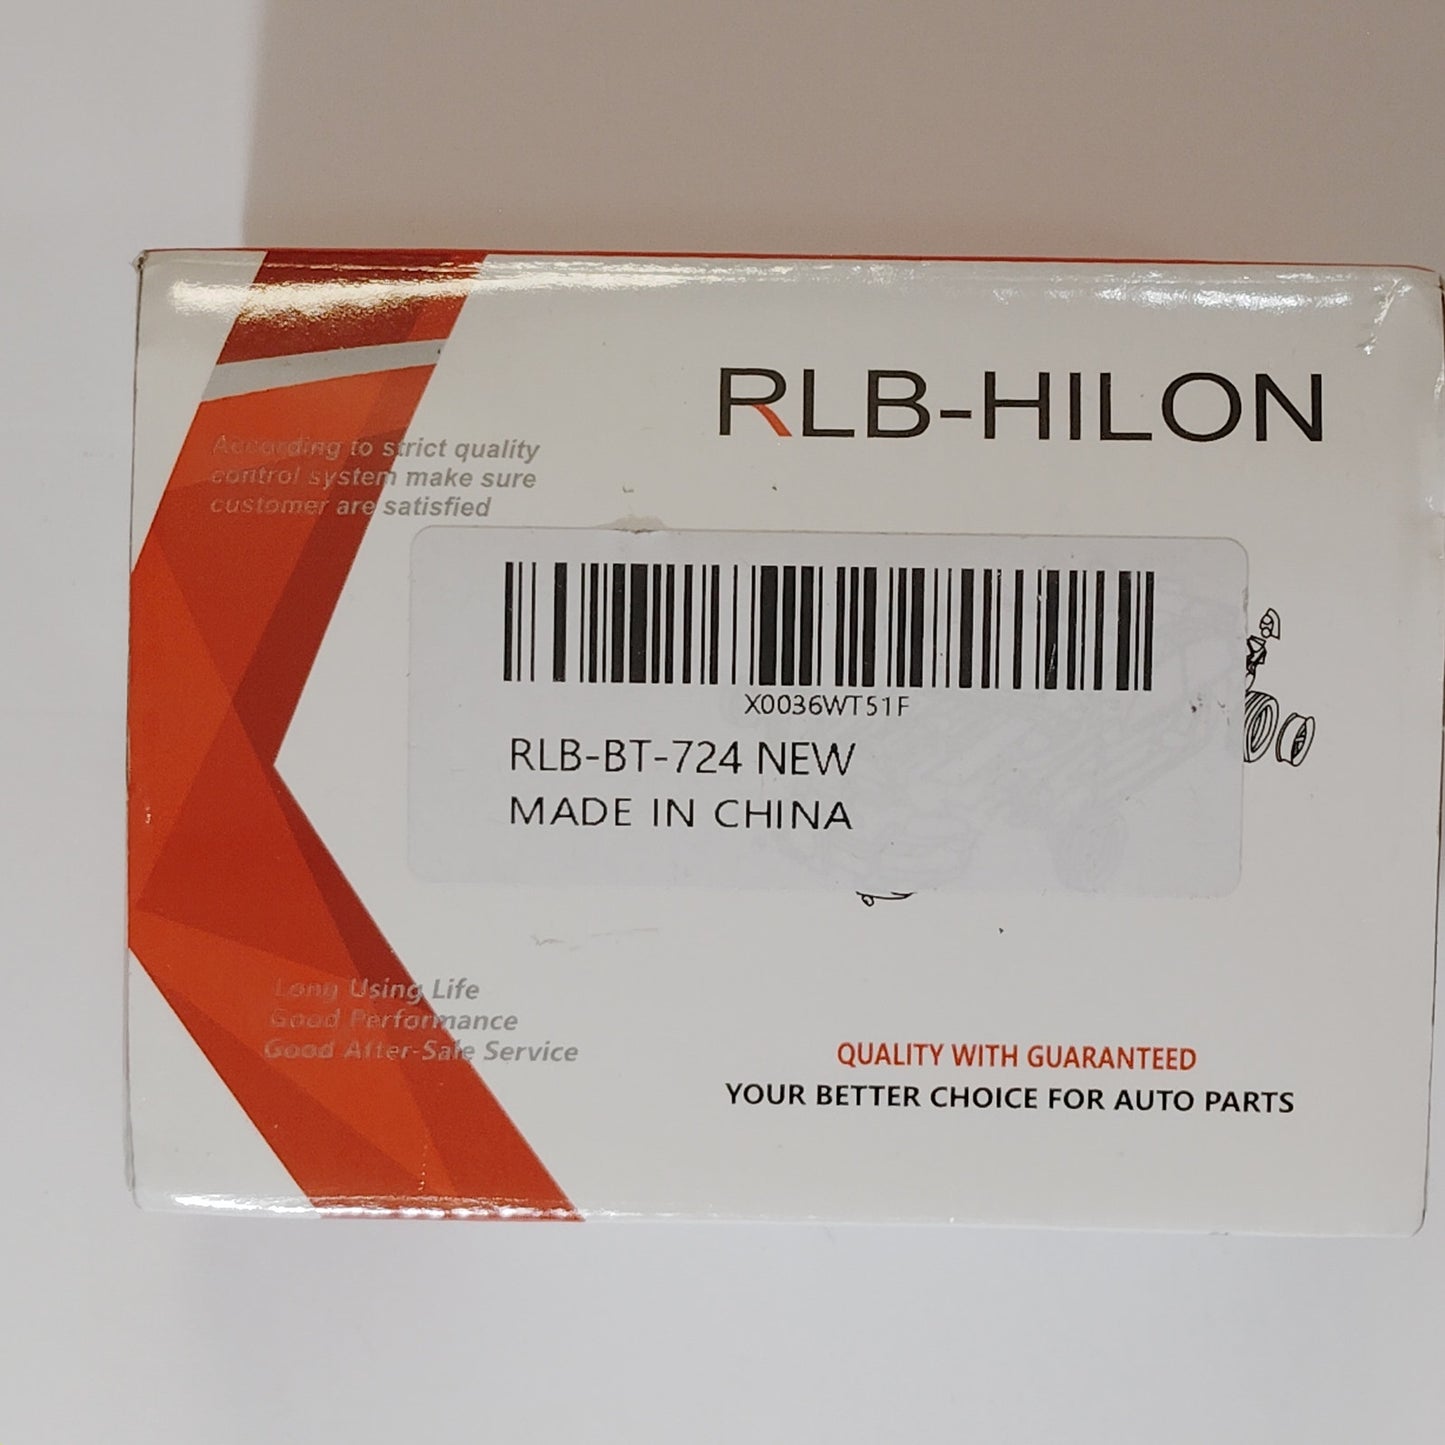 RLB-HILON
According to strict quality
control system make sure
customer are satisfied
X0036WT51F
RLB-BT-724 NEW
MADE IN CHINA
Long Using Life
Good Performance
Good After-Sale Service
QUALITY WITH GUARANTEED
YOUR BETTER CHOICE FOR AUTO PARTS